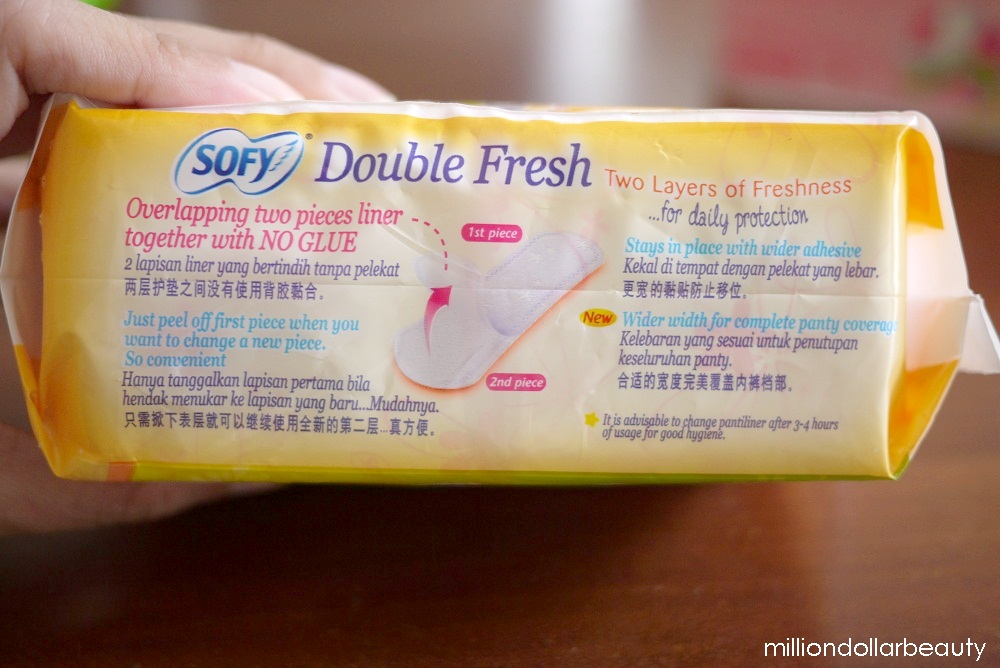 SOFY® Double Fresh Two Layers of Freshness
...for daily protection
Overlapping two pieces liner
together with NO GLUE
2 lapisan liner yang bertindih tanpa pelekat
两层护垫之间没有使用背胶黏合。
Just peel off first piece when you
want to change a new piece.
So convenient
Hanya tanggalkan lapisan pertama bila
hendak menukar ke lapisan yang baru...Mudahnya.
只需掀下表层就可以继续使用全新的第二层...真方便。
1st piece
2nd piece
Stays in place with wider adhesive
Kekal di tempat dengan pelekat yang lebar.
更宽的黏贴防止移位。
New Wider width for complete panty coverag
Kelebaran yang sesuai untuk penutupan
keseluruhan panty.
合适的宽度完美覆盖内裤档部。
It is advisable to change pantiliner after 3-4 hours
of usage for good hygiene.
milliondollarbeauty